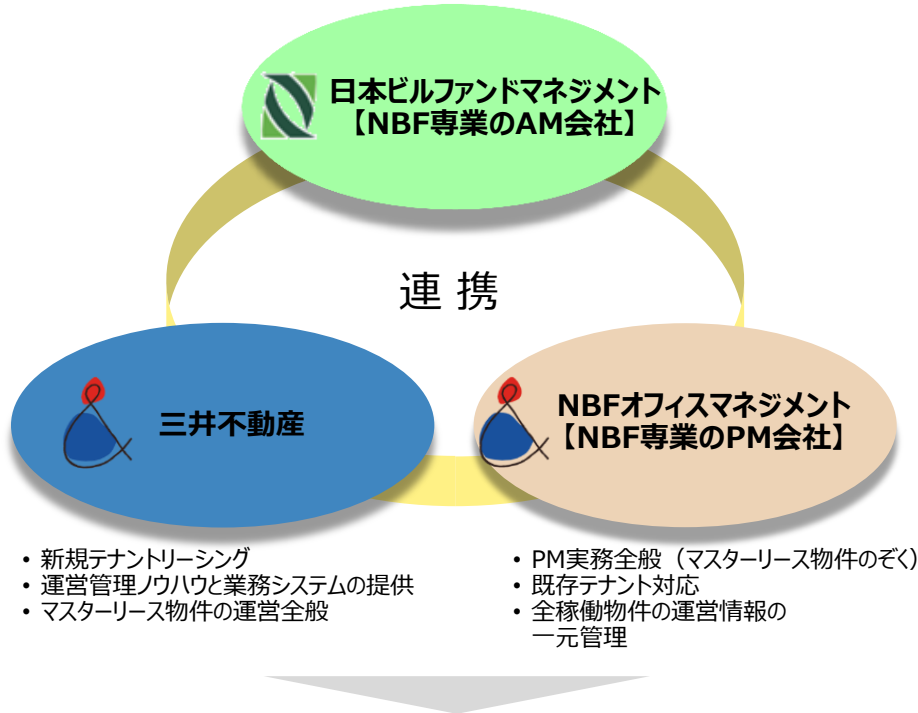 日本ビルファンドマネジメント
【NBF専業のAM会社】
連 携
三井不動産
NBFオフィスマネジメント
【NBF専業のPM会社】
• 新規テナントリーシング
• 運営管理ノウハウと業務システムの提供
• マスターリース物件の運営全般
• PM実務全般（マスターリース物件のぞく）
• 既存テナント対応
• 全稼働物件の運営情報の
一元管理